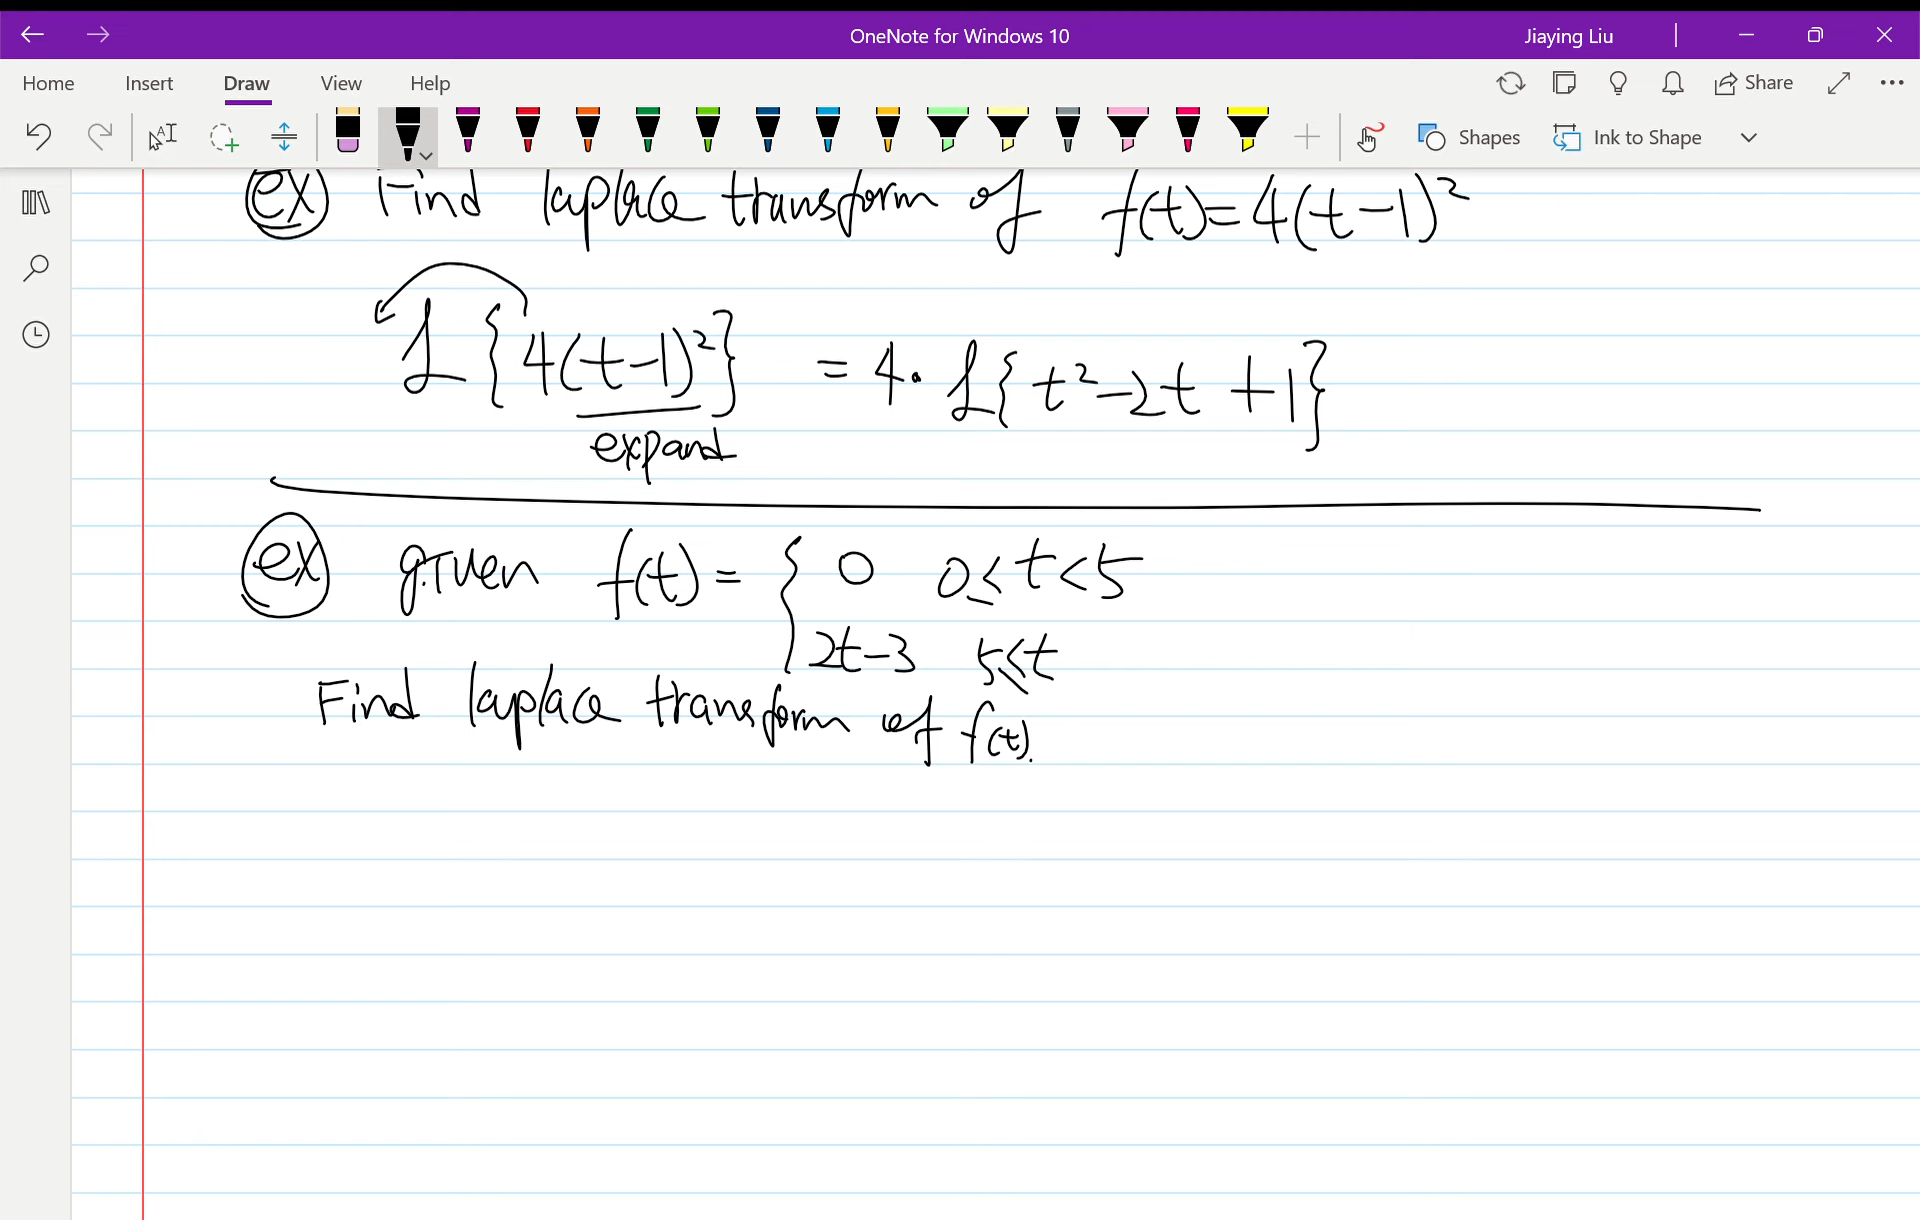 OneNote for Windows 10
Jiaying Liu
Home Insert Draw View Help
Share
Shapes Ink to Shape
ex Find laplace transform of f(t)=4(t-1)²
ℒ{4(t-1)²} = 4·ℒ{t²-2t+1}
expand
ex given f(t)= { 0 0≤t<5
2t-3 5≤t
Find laplace transform of f(t).